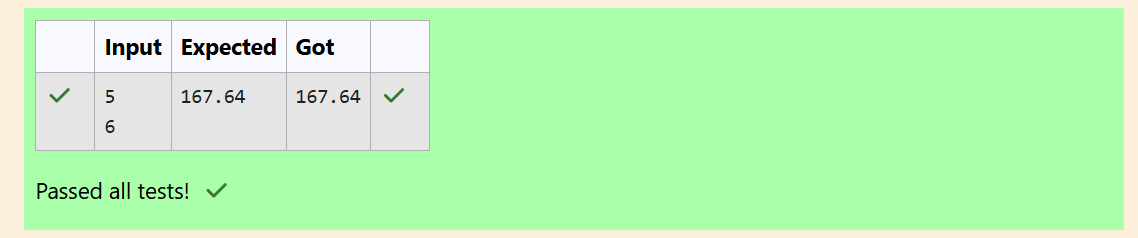 Input Expected Got
5 167.64 167.64
6
Passed all tests!